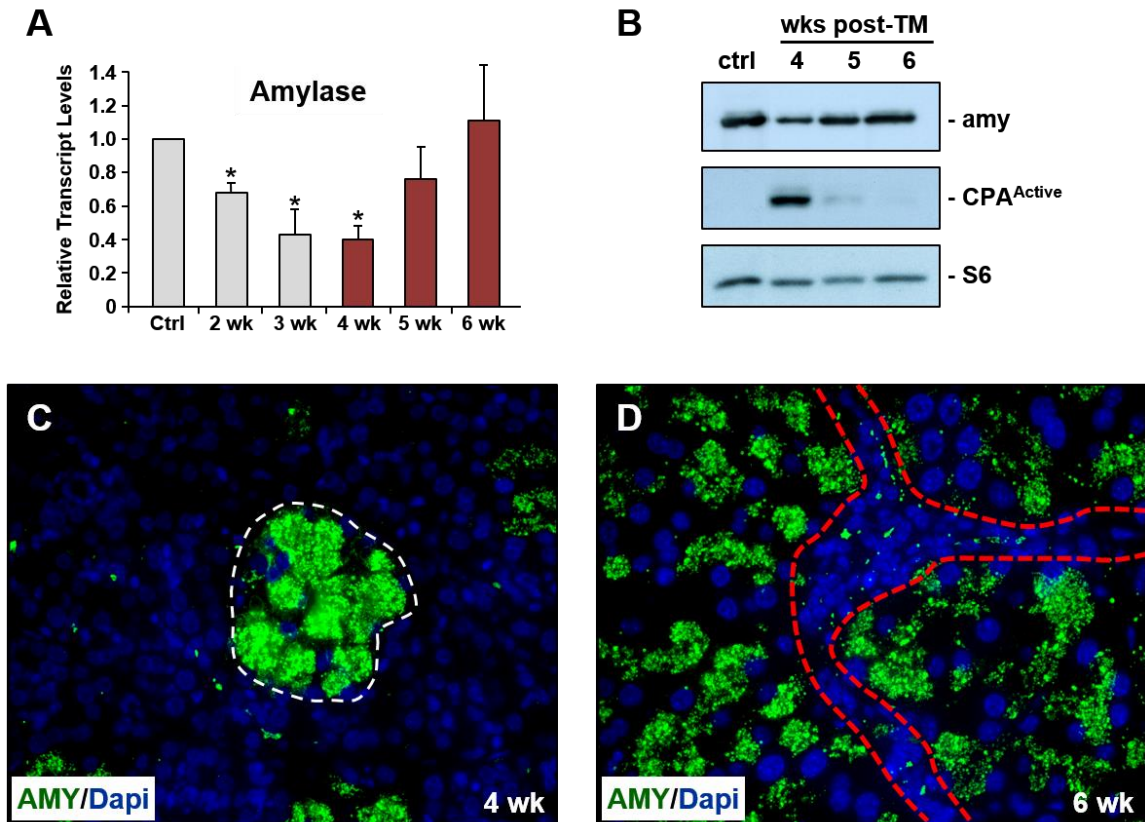 A
Amylase
Relative Transcript Levels
1.4
1.2
1.0
0.8
0.6
0.4
0.2
0
*
*
*
Ctrl 2 wk 3 wk 4 wk 5 wk 6 wk
B
wks post-TM
ctrl 4 5 6
- amy
- CPAActive
- S6
C
AMY/Dapi
4 wk
D
AMY/Dapi
6 wk